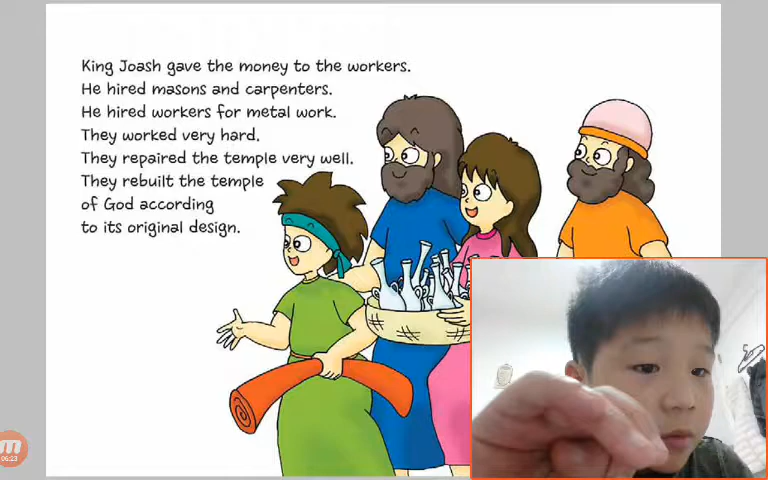 King Joash gave the money to the workers.
He hired masons and carpenters.
He hired workers for metal work.
They worked very hard.
They repaired the temple very well.
They rebuilt the temple
of God according
to its original design.
06:23